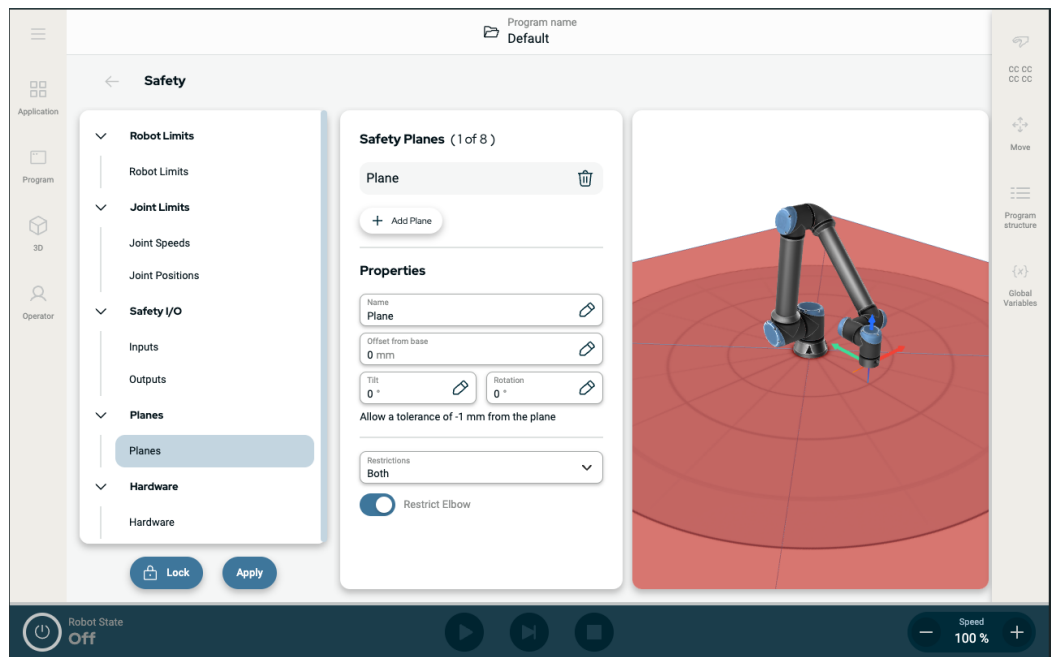 Program name
Default
Application
Program
3D
Operator
Safety
Robot Limits
Robot Limits
Joint Limits
Joint Speeds
Joint Positions
Safety I/O
Inputs
Outputs
Planes
Planes
Hardware
Hardware
Lock
Apply
Safety Planes (1 of 8)
Plane
+ Add Plane
Properties
Name
Plane
Offset from base
0 mm
Tilt
0 °
Rotation
0 °
Allow a tolerance of -1 mm from the plane
Restrictions
Both
Restrict Elbow
CC CC
CC CC
Move
Program
structure
{x}
Global
Variables
Robot State
Off
Speed
100 %